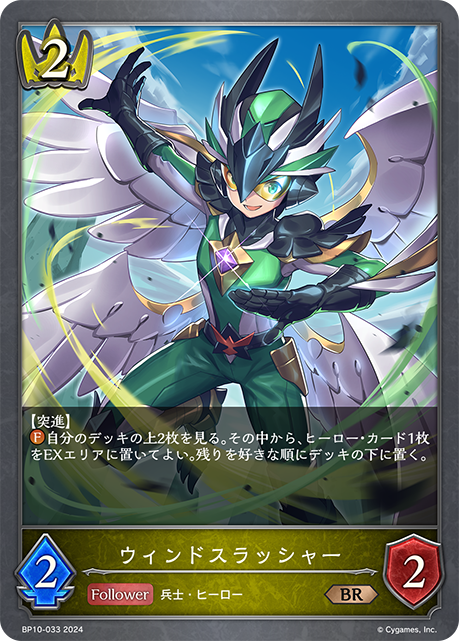 2
【突進】
F 自分のデッキの上2枚を見る。その中から、ヒーロー・カード1枚
をEXエリアに置いてよい。残りを好きな順にデッキの下に置く。
ウィンドスラッシャー
2 Follower 兵士・ヒーロー BR 2
BP10-033 2024 © Cygames, Inc.